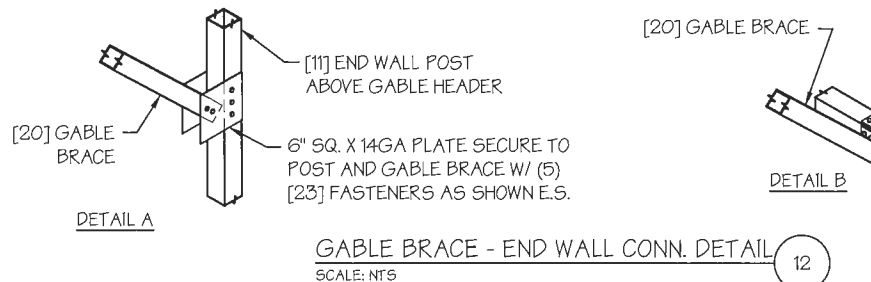 [11] END WALL POST
ABOVE GABLE HEADER
[20] GABLE
BRACE
6" SQ. X 14GA PLATE SECURE TO
POST AND GABLE BRACE W/ (5)
[23] FASTENERS AS SHOWN E.S.
DETAIL A
[20] GABLE BRACE
DETAIL B
GABLE BRACE - END WALL CONN. DETAIL
12
SCALE: NTS